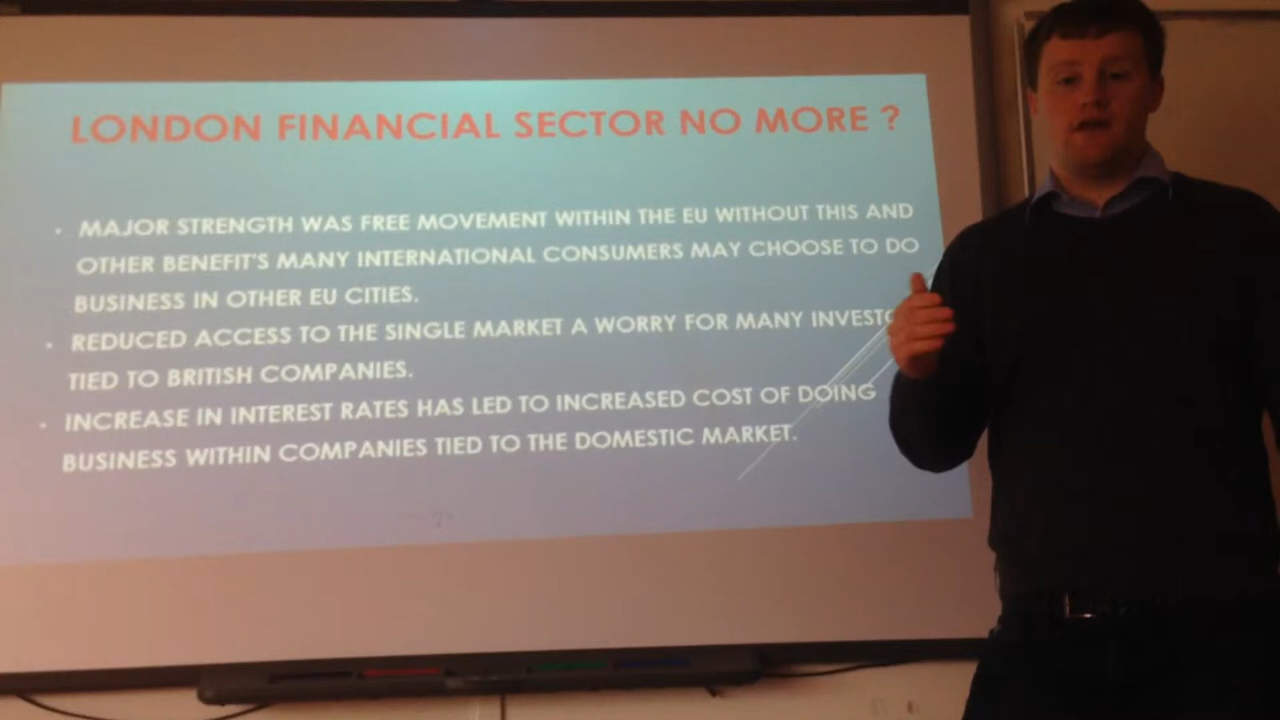 LONDON FINANCIAL SECTOR NO MORE ?
• MAJOR STRENGTH WAS FREE MOVEMENT WITHIN THE EU WITHOUT THIS AND
OTHER BENEFIT'S MANY INTERNATIONAL CONSUMERS MAY CHOOSE TO DO
BUSINESS IN OTHER EU CITIES.
• REDUCED ACCESS TO THE SINGLE MARKET A WORRY FOR MANY
TIED TO BRITISH COMPANIES.
• INCREASE IN INTEREST RATES HAS LED TO INCREASED COST OF DOING
BUSINESS WITHIN COMPANIES TIED TO THE DOMESTIC MARKET.